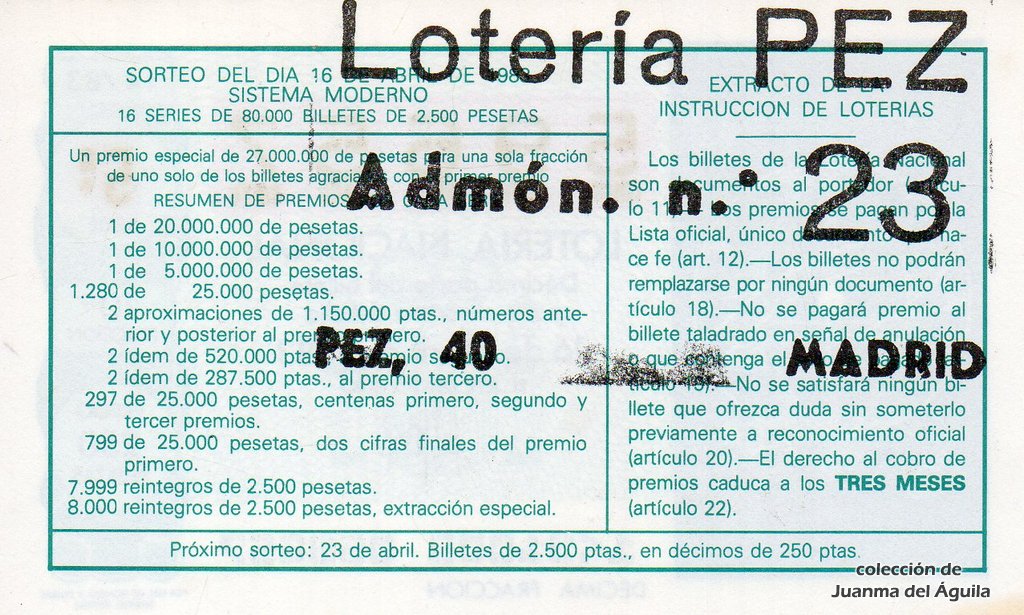 Lotería PEZ
Admón. n.: 23
PEZ, 40 MADRID
SORTEO DEL DIA 16 DE ABRIL DE 1983
SISTEMA MODERNO
16 SERIES DE 80.000 BILLETES DE 2.500 PESETAS
Un premio especial de 27.000.000 de pesetas para una sola fracción
de uno solo de los billetes agraciados con el primer premio
RESUMEN DE PREMIOS
1 de 20.000.000 de pesetas.
1 de 10.000.000 de pesetas.
1 de 5.000.000 de pesetas.
1.280 de 25.000 pesetas.
2 aproximaciones de 1.150.000 ptas., números ante-
rior y posterior al premio primero.
2 ídem de 520.000 ptas., al premio segundo.
2 ídem de 287.500 ptas., al premio tercero.
297 de 25.000 pesetas, centenas primero, segundo y
tercer premios.
799 de 25.000 pesetas, dos cifras finales del premio
primero.
7.999 reintegros de 2.500 pesetas.
8.000 reintegros de 2.500 pesetas, extracción especial.
EXTRACTO DE LA
INSTRUCCION DE LOTERIAS
Los billetes de la Lotería Nacional
son documentos al portador (artícu-
lo 11).—Los premios se pagan por la
Lista oficial, único documento que ha-
ce fe (art. 12).—Los billetes no podrán
remplazarse por ningún documento (ar-
tículo 18).—No se pagará premio al
billete taladrado en señal de anulación
o que contenga el
No se satisfará ningún bi-
llete que ofrezca duda sin someterlo
previamente a reconocimiento oficial
(artículo 20).—El derecho al cobro de
premios caduca a los TRES MESES
(artículo 22).
Próximo sorteo: 23 de abril. Billetes de 2.500 ptas., en décimos de 250 ptas.
colección de
Juanma del Águila